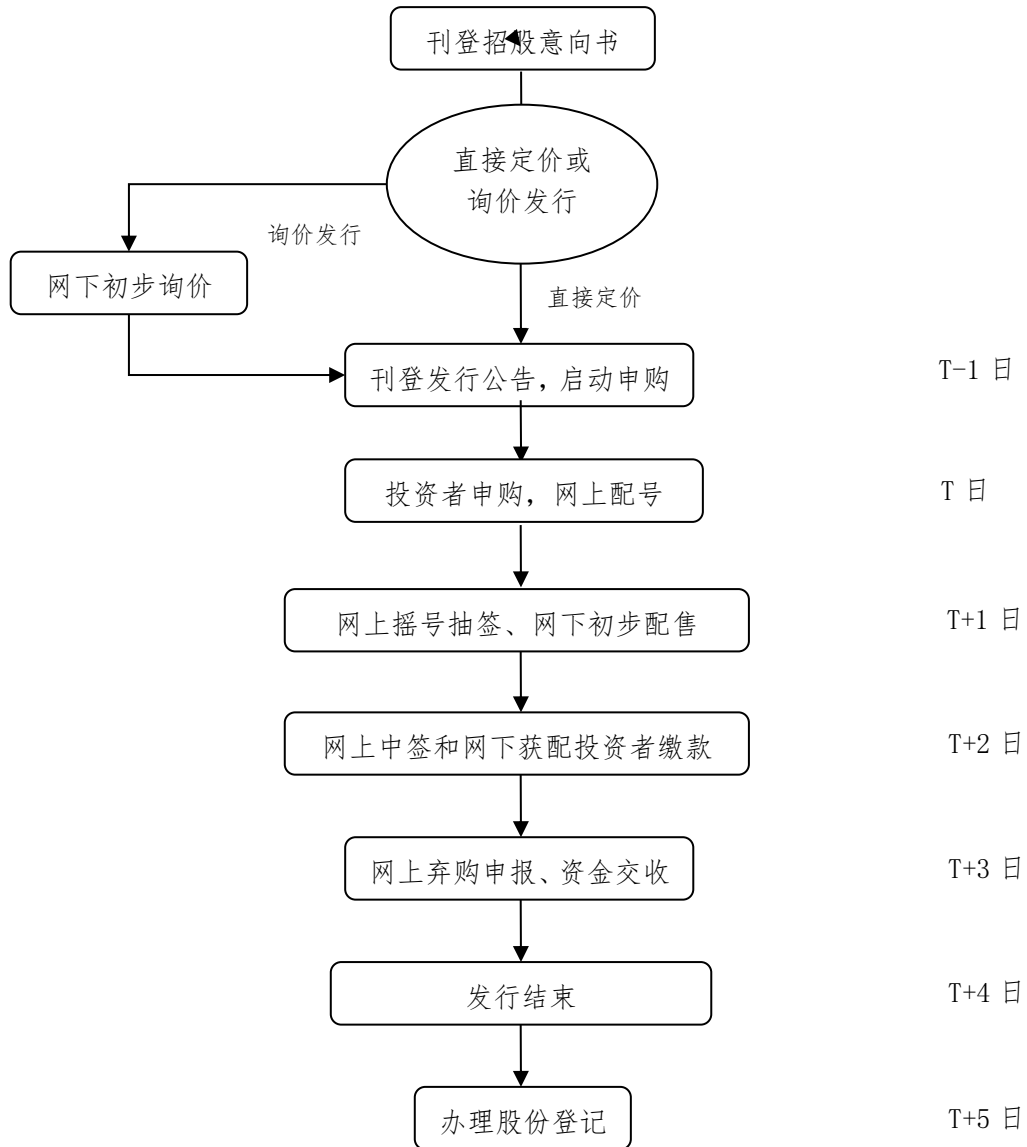 刊登招股意向书
直接定价或
询价发行
询价发行
网下初步询价
直接定价
刊登发行公告，启动申购
T-1 日
投资者申购，网上配号
T 日
网上摇号抽签、网下初步配售
T+1 日
网上中签和网下获配投资者缴款
T+2 日
网上弃购申报、资金交收
T+3 日
发行结束
T+4 日
办理股份登记
T+5 日